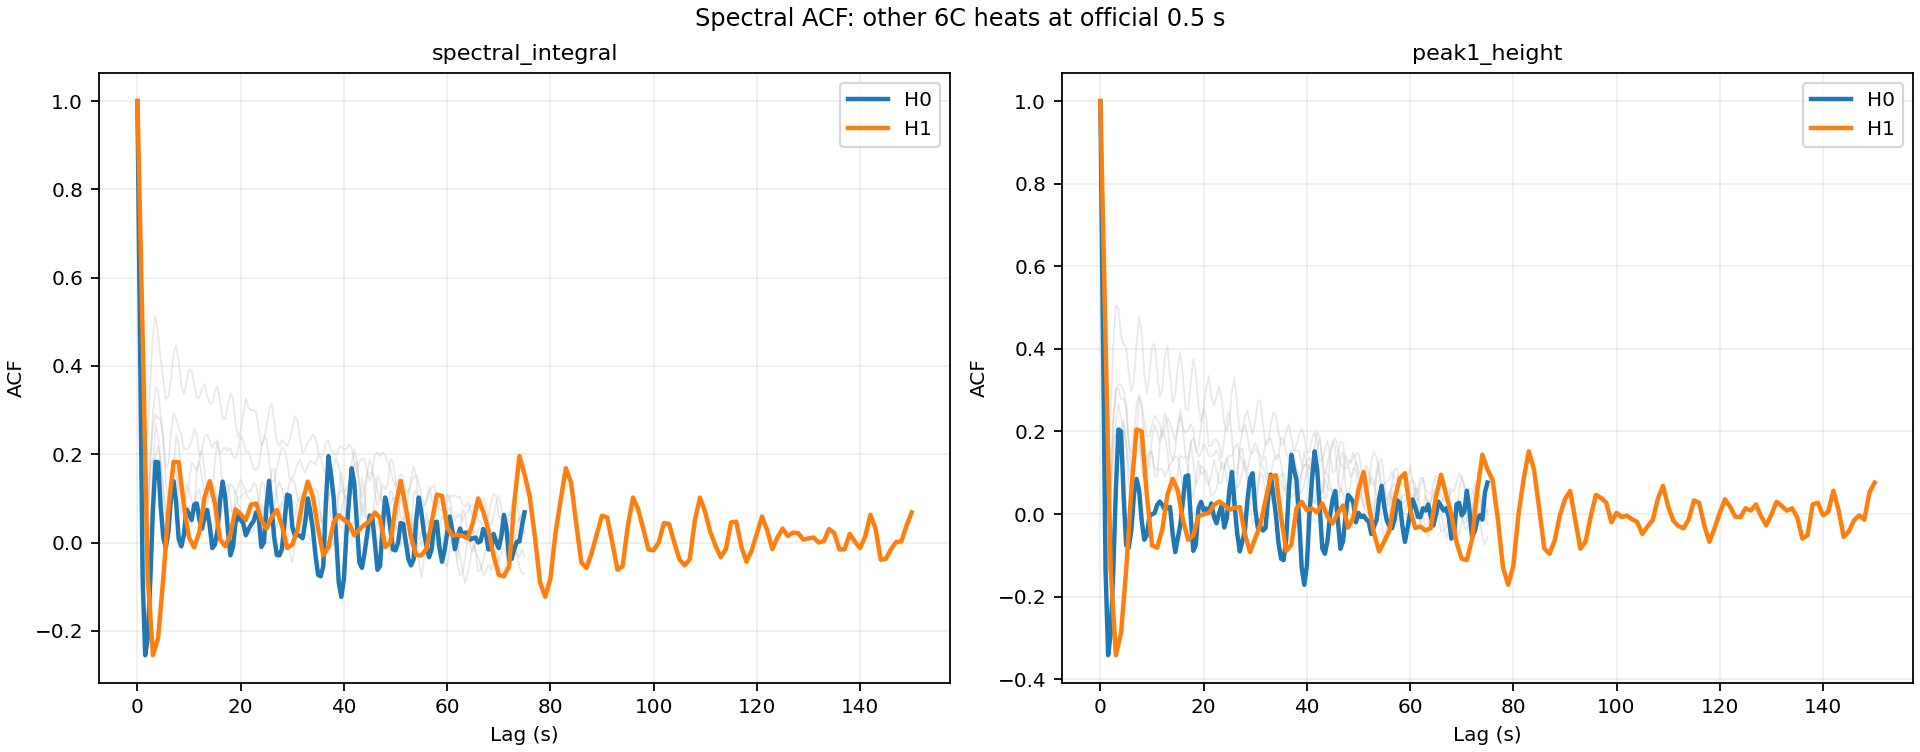 Spectral ACF: other 6C heats at official 0.5 s
spectral_integral
H0
H1
1.0
0.8
0.6
0.4
0.2
0.0
−0.2
ACF
0
20
40
60
80
100
120
140
Lag (s)
peak1_height
H0
H1
1.0
0.8
0.6
0.4
0.2
0.0
−0.2
−0.4
ACF
0
20
40
60
80
100
120
140
Lag (s)